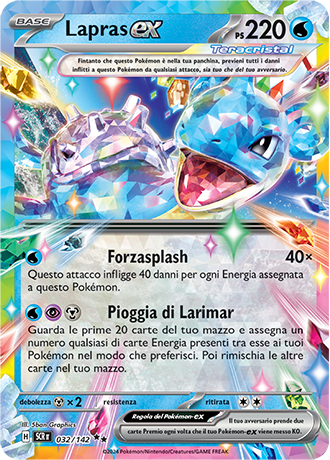 BASE Lapras ex PS 220
Teracristal
Fintanto che questo Pokémon è nella tua panchina, previeni tutti i danni
inflitti a questo Pokémon da qualsiasi attacco, sia tuo che del tuo avversario.
Forzasplash 40×
Questo attacco infligge 40 danni per ogni Energia assegnata
a questo Pokémon.
Pioggia di Larimar
Guarda le prime 20 carte del tuo mazzo e assegna un
numero qualsiasi di carte Energia presenti tra esse ai tuoi
Pokémon nel modo che preferisci. Poi rimischia le altre
carte nel tuo mazzo.
debolezza × 2 resistenza ritirata
Regola dei Pokémon-ex
Il tuo avversario prende due
carte Premio ogni volta che il tuo Pokémon-ex viene messo KO.
Ill. 5ban Graphics
H SCR IT 032/142
©2024 Pokémon/Nintendo/Creatures/GAME FREAK